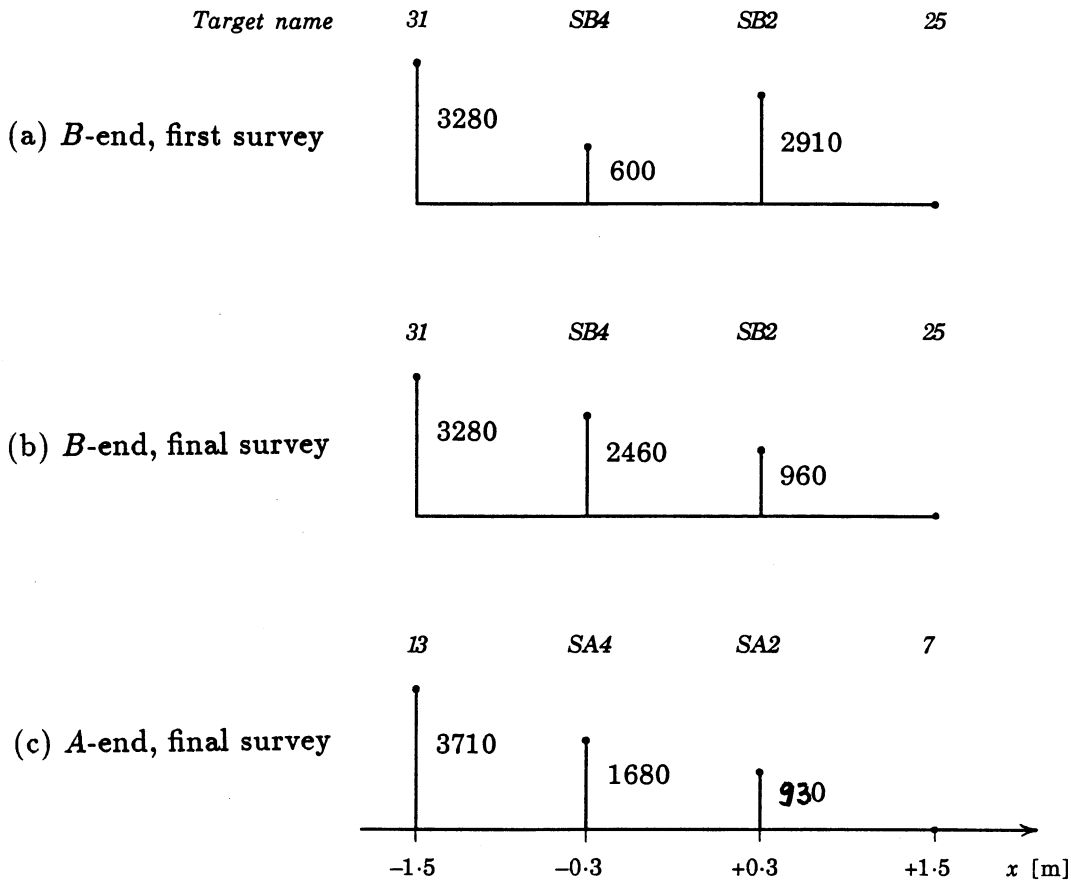 Target name 31 SB4 SB2 25
(a) B-end, first survey 3280 600 2910
31 SB4 SB2 25
(b) B-end, final survey 3280 2460 960
13 SA4 SA2 7
(c) A-end, final survey 3710 1680 930
−1·5 −0·3 +0·3 +1·5 x [m]